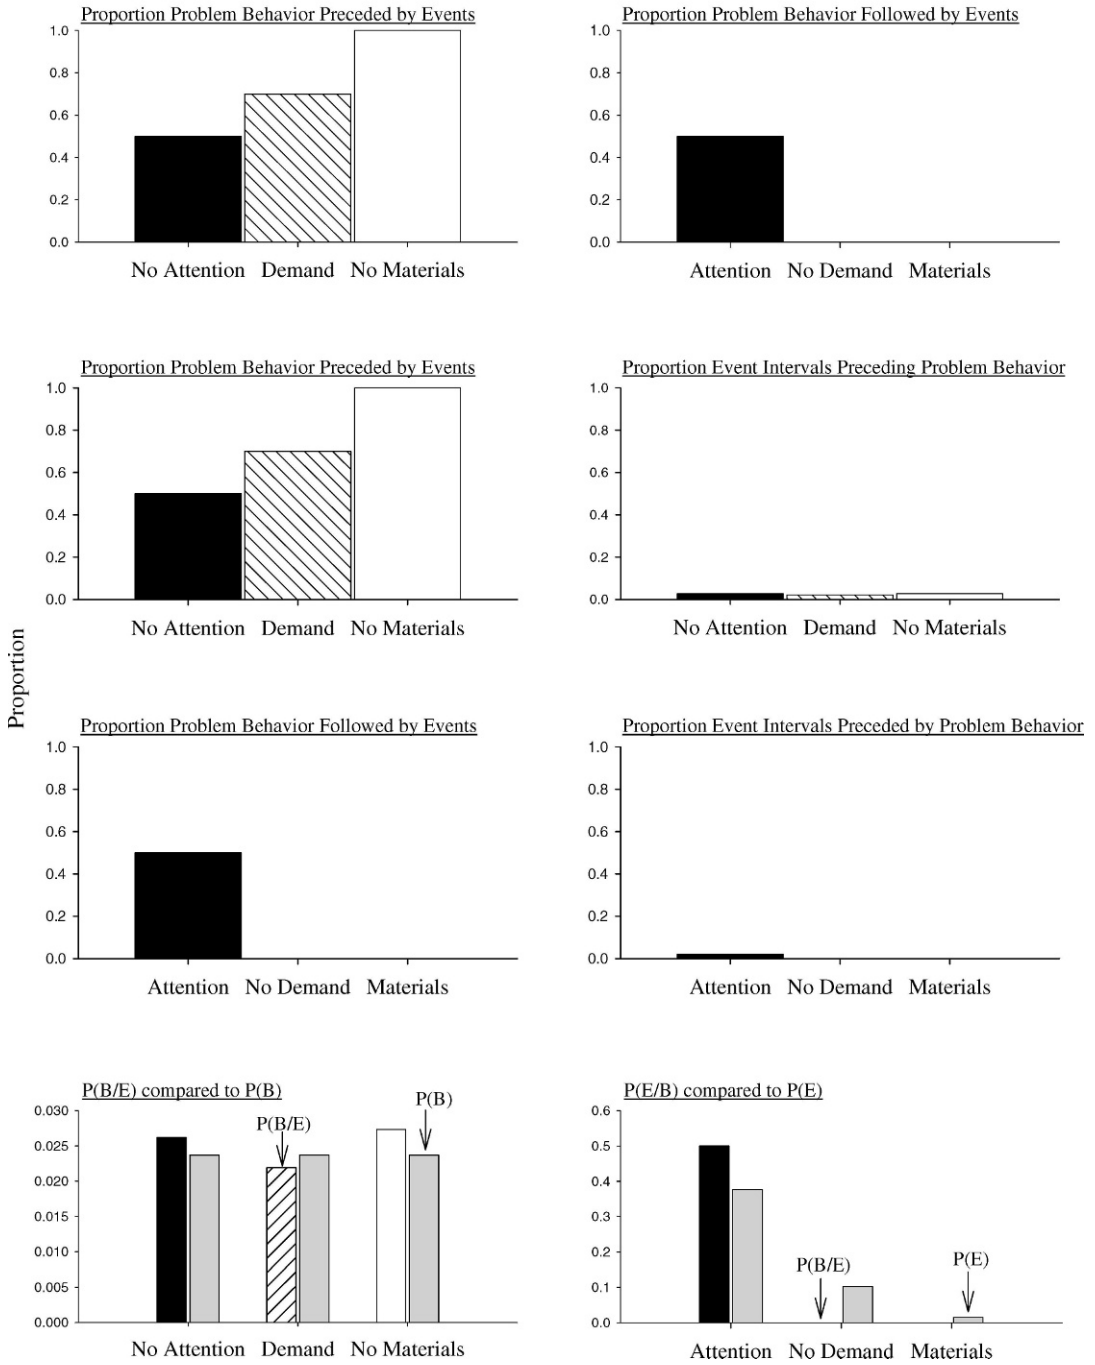 Proportion Problem Behavior Preceded by Events
1.0
0.8
0.6
0.4
0.2
0.0
No Attention Demand No Materials
Proportion Problem Behavior Followed by Events
1.0
0.8
0.6
0.4
0.2
0.0
Attention No Demand Materials
Proportion Problem Behavior Preceded by Events
1.0
0.8
0.6
0.4
0.2
0.0
No Attention Demand No Materials
Proportion Event Intervals Preceding Problem Behavior
1.0
0.8
0.6
0.4
0.2
0.0
No Attention Demand No Materials
Proportion
Proportion Problem Behavior Followed by Events
1.0
0.8
0.6
0.4
0.2
0.0
Attention No Demand Materials
Proportion Event Intervals Preceded by Problem Behavior
1.0
0.8
0.6
0.4
0.2
0.0
Attention No Demand Materials
P(B/E) compared to P(B)
0.030
0.025
0.020
0.015
0.010
0.005
0.000
P(B/E)
P(B)
No Attention Demand No Materials
P(E/B) compared to P(E)
0.6
0.5
0.4
0.3
0.2
0.1
0.0
P(B/E)
P(E)
Attention No Demand Materials